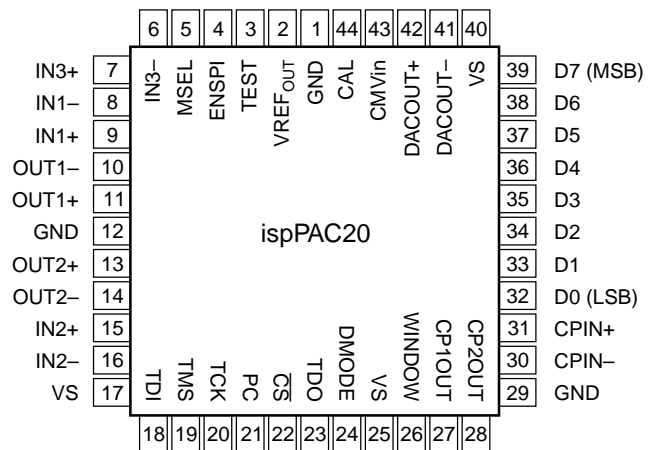 6 5 4 3 2 1 44 43 42 41 40
IN3– MSEL ENSPI TEST VREFOUT GND CAL CMVin DACOUT+ DACOUT– VS
IN3+ 7 39 D7 (MSB)
IN1– 8 38 D6
IN1+ 9 37 D5
OUT1– 10 36 D4
OUT1+ 11 35 D3
GND 12 ispPAC20 34 D2
OUT2+ 13 33 D1
OUT2– 14 32 D0 (LSB)
IN2+ 15 31 CPIN+
IN2– 16 30 CPIN–
VS 17 29 GND
TDI TMS TCK PC C̅S̅ TDO DMODE VS WINDOW CP1OUT CP2OUT
18 19 20 21 22 23 24 25 26 27 28